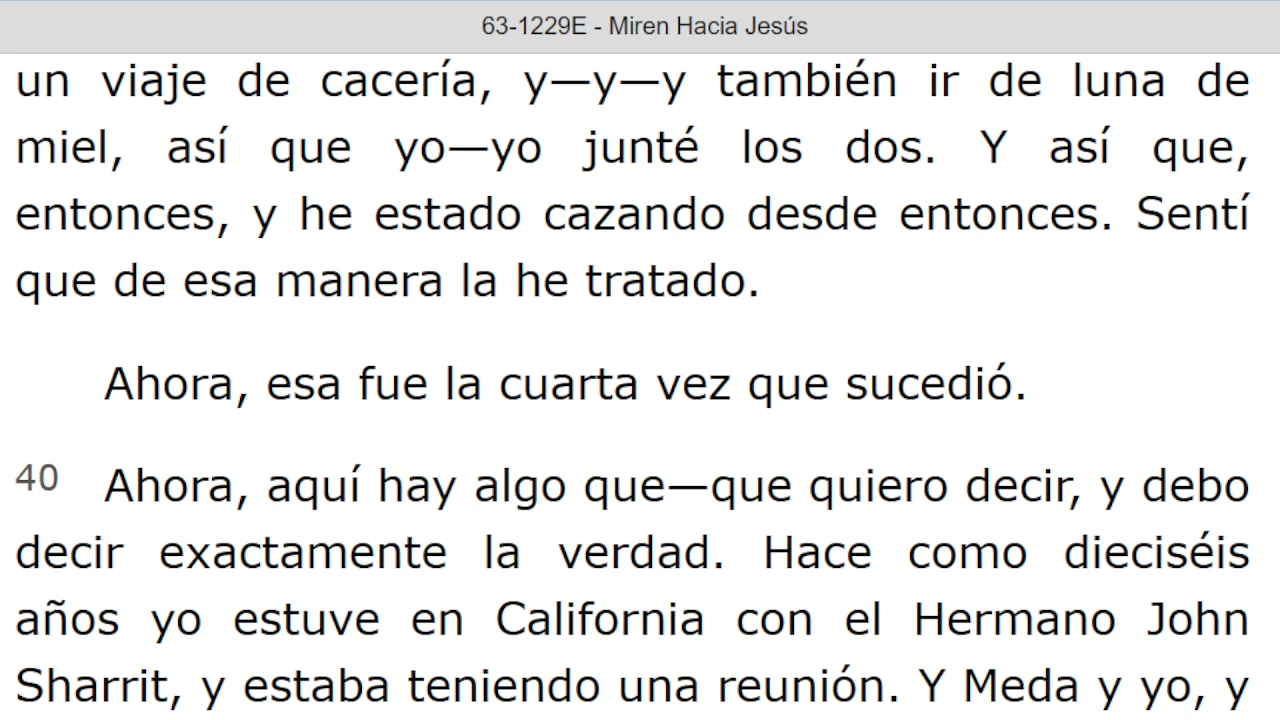 63-1229E - Miren Hacia Jesús
un viaje de cacería, y—y—y también ir de luna de
miel, así que yo—yo junté los dos. Y así que,
entonces, y he estado cazando desde entonces. Sentí
que de esa manera la he tratado.
Ahora, esa fue la cuarta vez que sucedió.
40 Ahora, aquí hay algo que—que quiero decir, y debo
decir exactamente la verdad. Hace como dieciséis
años yo estuve en California con el Hermano John
Sharrit, y estaba teniendo una reunión. Y Meda y yo, y